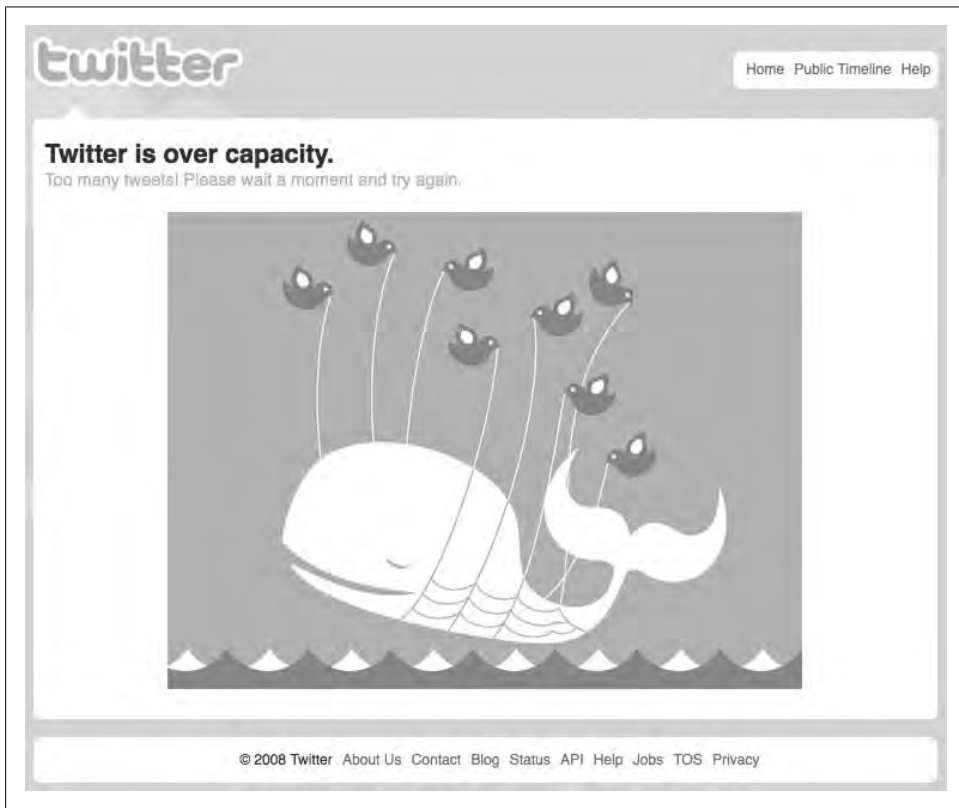 twitter
Home Public Timeline Help
Twitter is over capacity.
Too many tweets! Please wait a moment and try again.
© 2008 Twitter About Us Contact Blog Status API Help Jobs TOS Privacy